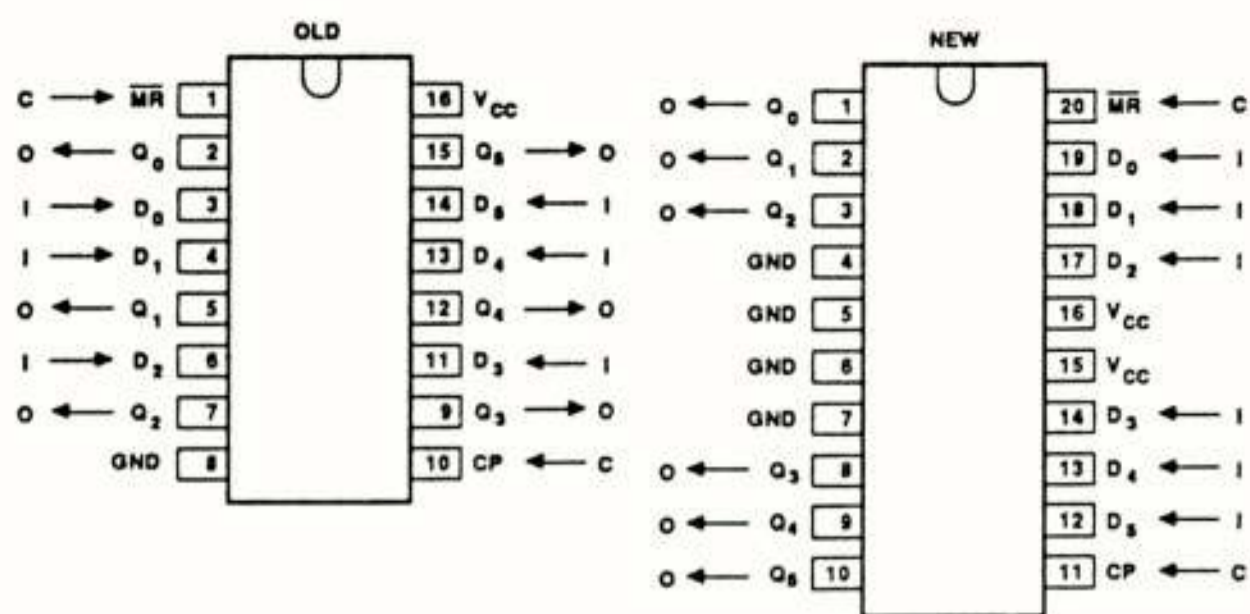 OLD
C M̅R̅ 1 16 VCC
O Q0 2 15 Q5 O
I D0 3 14 D5 I
I D1 4 13 D4 I
O Q1 5 12 Q4 O
I D2 6 11 D3 I
O Q2 7 9 Q3 O
GND 8 10 CP C
NEW
O Q0 1 20 M̅R̅ C
O Q1 2 19 D0 I
O Q2 3 18 D1 I
GND 4 17 D2 I
GND 5 16 VCC
GND 6 15 VCC
GND 7 14 D3 I
O Q3 8 13 D4 I
O Q4 9 12 D5 I
O Q5 10 11 CP C